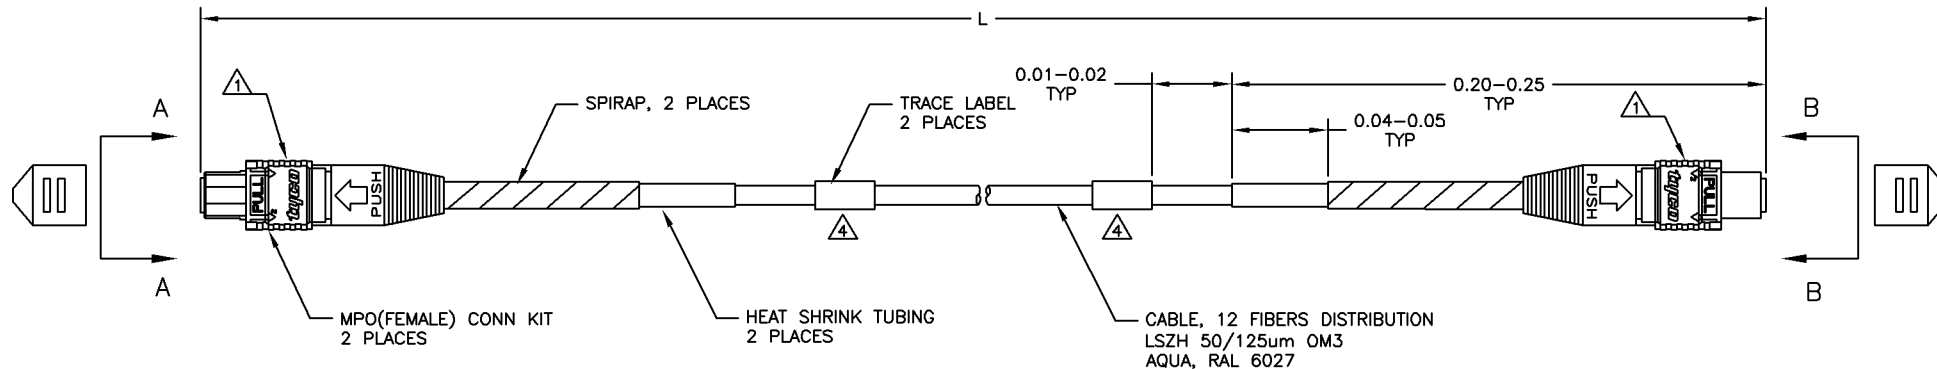 L
1
0.01-0.02
TYP
0.20-0.25
TYP
1
A
SPIRAP, 2 PLACES
TRACE LABEL
2 PLACES
0.04-0.05
TYP
B
PULL
tyco
PUSH
PUSH
tyco
PULL
4
4
A
B
MPO(FEMALE) CONN KIT
2 PLACES
HEAT SHRINK TUBING
2 PLACES
CABLE, 12 FIBERS DISTRIBUTION
LSZH 50/125um OM3
AQUA, RAL 6027